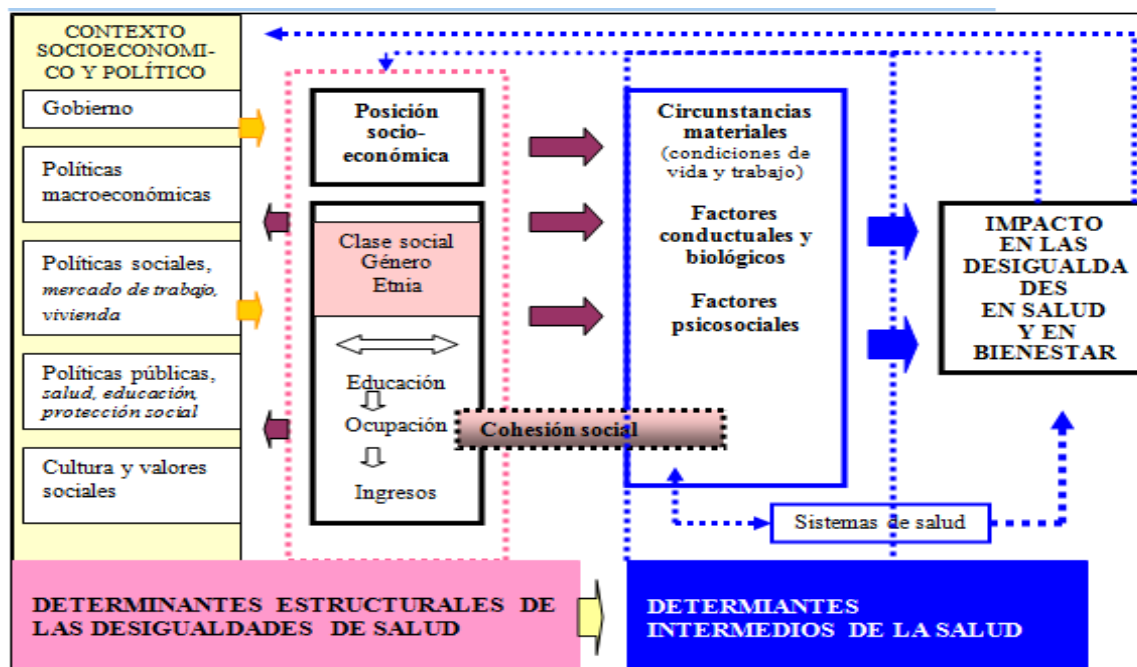 CONTEXTO
SOCIOECONOMI-
CO Y POLÍTICO
Gobierno
Políticas
macroeconómicas
Políticas sociales,
mercado de trabajo,
vivienda
Políticas públicas,
salud, educación,
protección social
Cultura y valores
sociales
Posición
socio-
económica
Clase social
Género
Etnia
Educación
Ocupación
Ingresos
Cohesión social
Circunstancias
materiales
(condiciones de
vida y trabajo)
Factores
conductuales y
biológicos
Factores
psicosociales
Sistemas de salud
IMPACTO
EN LAS
DESIGUALDA
DES
EN SALUD
Y EN
BIENESTAR
DETERMINANTES ESTRUCTURALES DE
LAS DESIGUALDADES DE SALUD
DETERMIANTES
INTERMEDIOS DE LA SALUD